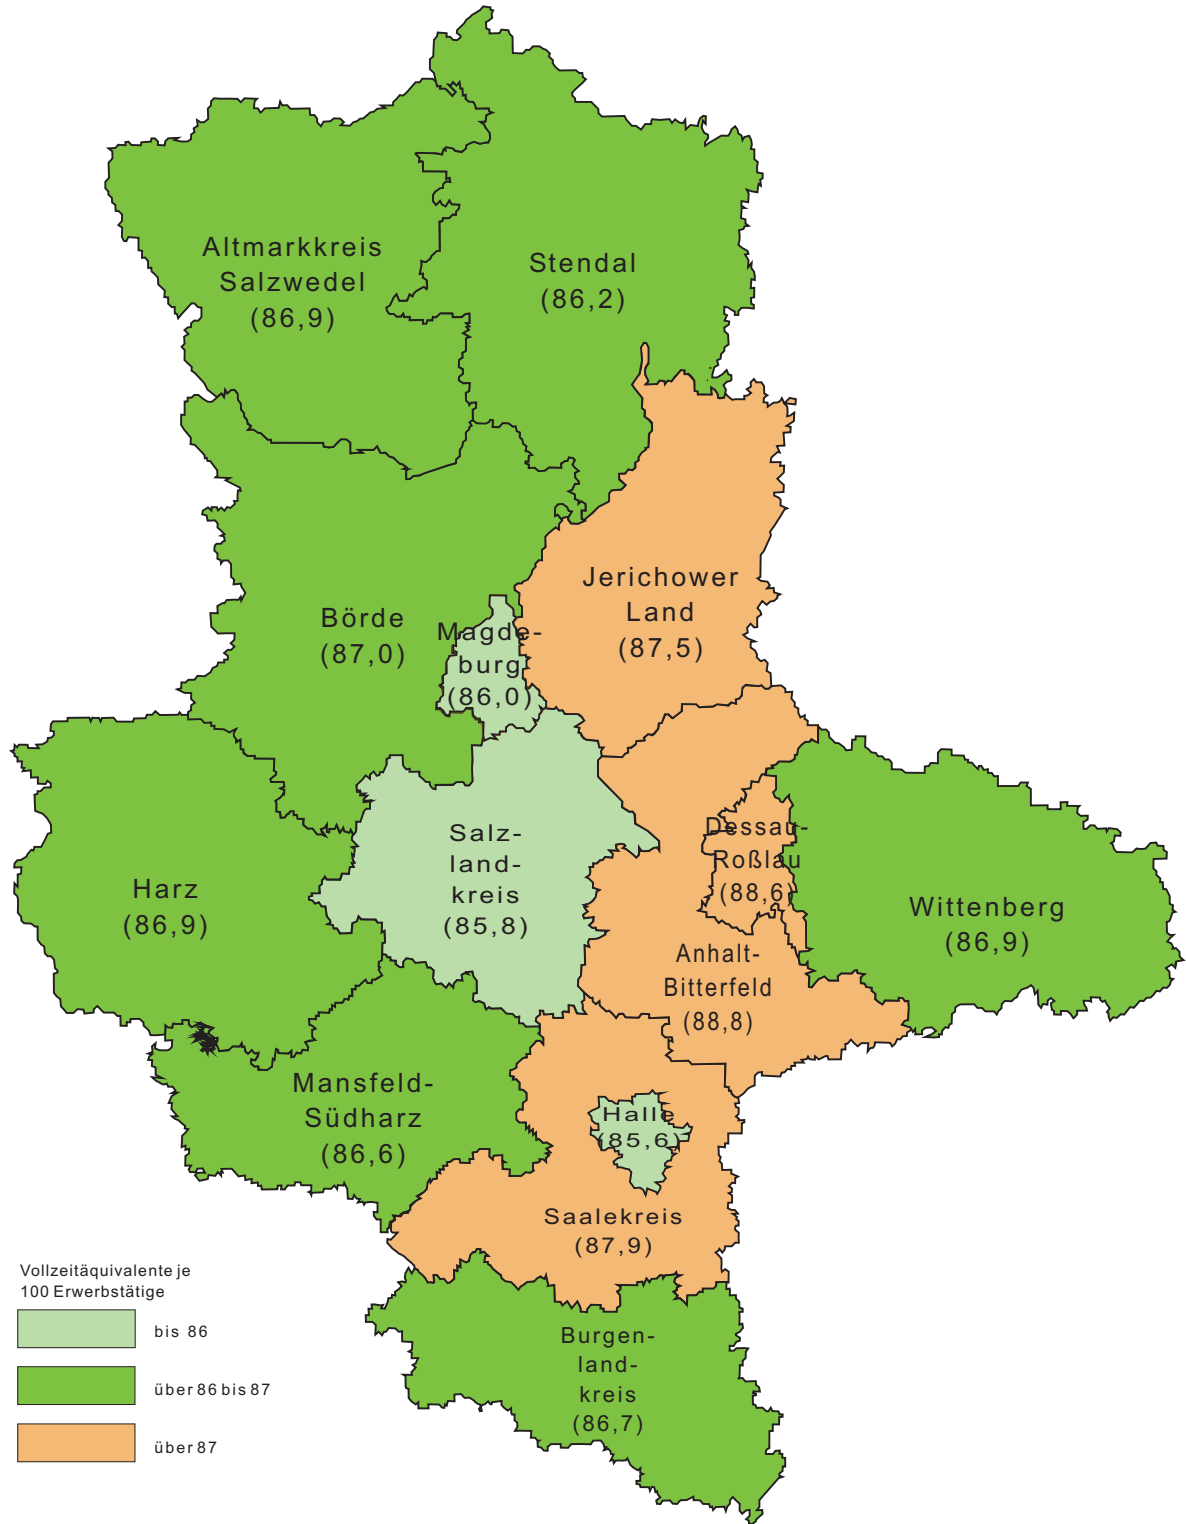 Altmarkkreis
Salzwedel
(86,9)
Stendal
(86,2)
Jerichower
Land
(87,5)
Börde
(87,0)
Magde-
burg
(86,0)
Salz-
land-
kreis
(85,8)
Dessau-
Roßlau
(88,6)
Harz
(86,9)
Wittenberg
(86,9)
Anhalt-
Bitterfeld
(88,8)
Mansfeld-
Südharz
(86,6)
Halle
(85,6)
Saalekreis
(87,9)
Burgen-
land-
kreis
(86,7)
Vollzeitäquivalente je
100 Erwerbstätige
bis 86
über 86 bis 87
über 87